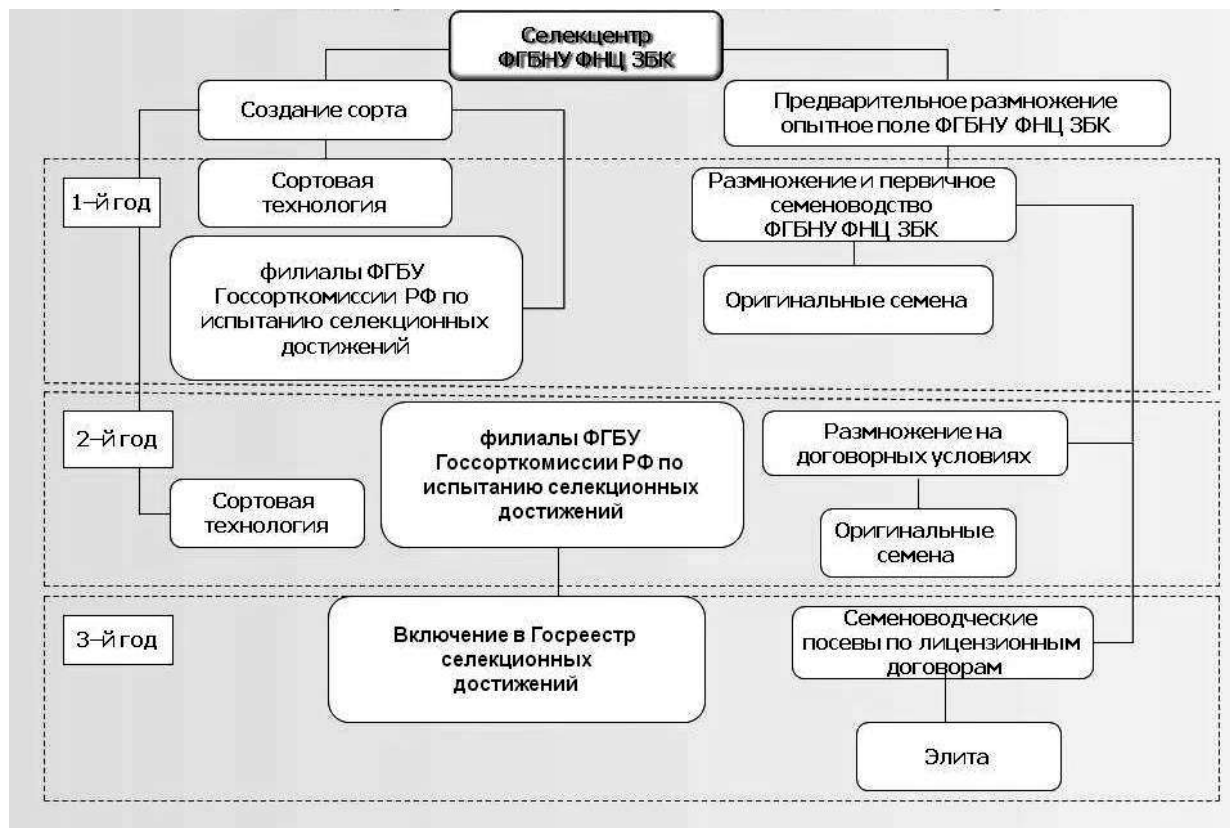 Селекцентр
ФГБНУ ФНЦ ЗБК
Создание сорта
Предварительное размножение
опытное поле ФГБНУ ФНЦ ЗБК
1–й год
Сортовая
технология
Размножение и первичное
семеноводство
ФГБНУ ФНЦ ЗБК
филиалы ФГБУ
Госсорткомиссии РФ по
испытанию селекционных
достижений
Оригинальные семена
2–й год
филиалы ФГБУ
Госсорткомиссии РФ по
испытанию селекционных
достижений
Размножение на
договорных условиях
Сортовая
технология
Оригинальные
семена
3–й год
Включение в Госреестр
селекционных
достижений
Семеноводческие
посевы по лицензионным
договорам
Элита